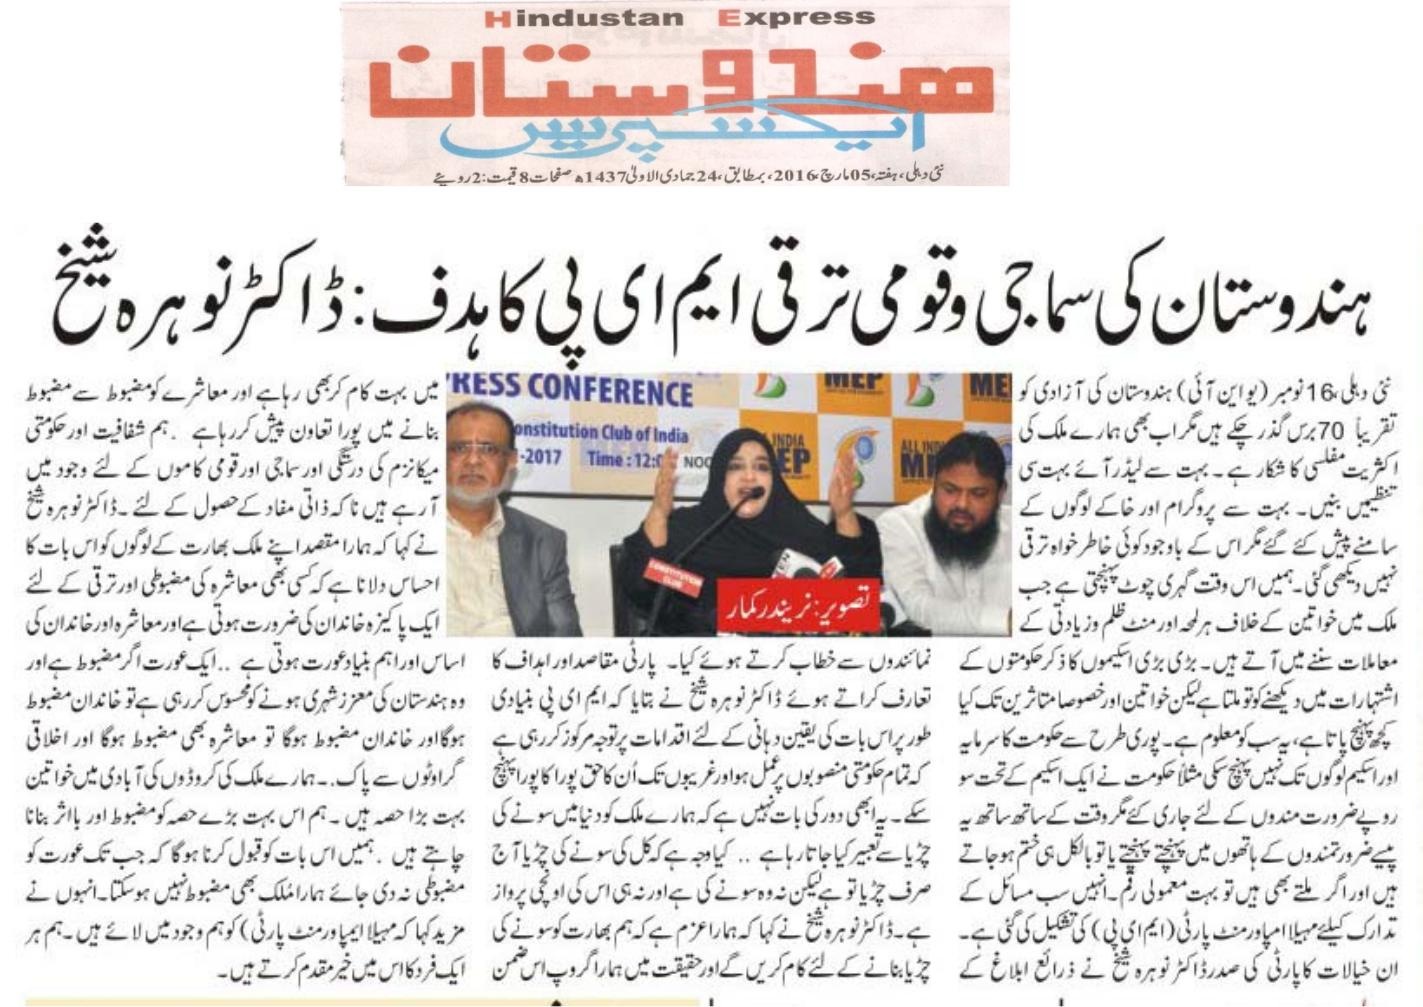 Hindustan Express
ہندوستان
ایکسپریس
نئی دہلی، ہفتہ، 05 مارچ، 2016، بمطابق، 24 جمادی الاولیٰ 1437ھ صفحات 8 قیمت: 2 روپئے
ہندوستان کی سماجی و قومی ترقی ایم ای پی کا ہدف: ڈاکٹر نوہرہ شیخ
نئی دہلی، 16 نومبر (یو این آئی) ہندوستان کی آزادی کو
تقریباً 70 برس گذر چکے ہیں مگر اب بھی ہمارے ملک کی
اکثریت مفلسی کا شکار ہے۔ بہت سے لیڈر آئے بہت سی
تنظیمیں بنیں۔ بہت سے پروگرام اور خاکے لوگوں کے
سامنے پیش کئے گئے مگر اس کے باوجود کوئی خاطر خواہ ترقی
نہیں دیکھی گئی۔ ہمیں اس وقت گہری چوٹ پہنچتی ہے جب
ملک میں خواتین کے خلاف ہر لمحہ اور منٹ ظلم و زیادتی کے
معاملات سننے میں آتے ہیں۔ بڑی بڑی اسکیموں کا ذکر حکومتوں کے
اشتہارات میں دیکھنے کو تو ملتا ہے لیکن خواتین اور خصوصا متاثرین تک کیا
کچھ پہنچ پاتا ہے، یہ سب کو معلوم ہے۔ پوری طرح سے حکومت کا سرمایہ
اور اسکیم لوگوں تک نہیں پہنچ سکی مثلاً حکومت نے ایک اسکیم کے تحت سو
روپے ضرورت مندوں کے لئے جاری کئے مگر وقت کے ساتھ ساتھ یہ
پیسے ضرورتمندوں کے ہاتھوں میں پہنچتے پہنچتے یا تو بالکل ہی ختم ہو جاتے
ہیں اور اگر ملتے بھی ہیں تو بہت معمولی رقم۔ انہیں سب مسائل کے
تدارک کیلئے مہیلا امپاورمنٹ پارٹی (ایم ای پی) کی تشکیل کی گئی ہے۔
ان خیالات کا پارٹی کی صدر ڈاکٹر نوہرہ شیخ نے ذرائع ابلاغ کے
PRESS CONFERENCE
Constitution Club of India
-2017 Time : 12:0 NOO
MEP
ME
ALL INDIA
MEP
ALL INDIA
ME
CONSTITUTION
CLUB
تصویر: نریندر کمار
نمائندوں سے خطاب کرتے ہوئے کیا۔ پارٹی مقاصد اور اہداف کا
تعارف کراتے ہوئے ڈاکٹر نوہرہ شیخ نے بتایا کہ ایم ای پی بنیادی
طور پر اس بات کی یقین دہانی کے لئے اقدامات پر توجہ مرکوز کر رہی ہے
کہ تمام حکومتی منصوبوں پر عمل ہو اور غریبوں تک اُن کا حق پورا کا پورا پہنچ
سکے۔ یہ ابھی دور کی بات نہیں ہے کہ ہمارے ملک کو دنیا میں سونے کی
چڑیا سے تعبیر کیا جاتا رہا ہے .. کیا وجہ ہے کہ کل کی سونے کی چڑیا آج
صرف چڑیا تو ہے لیکن نہ وہ سونے کی ہے اور نہ ہی اس کی اونچی پرواز
ہے۔ ڈاکٹر نوہرہ شیخ نے کہا کہ ہمارا عزم ہے کہ ہم بھارت کو سونے کی
چڑیا بنانے کے لئے کام کریں گے اور حقیقت میں ہمارا گروپ اس ضمن
میں بہت کام کر بھی رہا ہے اور معاشرے کو مضبوط سے مضبوط
بنانے میں پورا تعاون پیش کر رہا ہے .ہم شفافیت اور حکومتی
میکانزم کی درستگی اور سماجی اور قومی کاموں کے لئے وجود میں
آرہے ہیں نا کہ ذاتی مفاد کے حصول کے لئے ۔ ڈاکٹر نوہرہ شیخ
نے کہا کہ ہمارا مقصد اپنے ملک بھارت کے لوگوں کو اس بات کا
احساس دلانا ہے کہ کسی بھی معاشرہ کی مضبوطی اور ترقی کے لئے
ایک پاکیزہ خاندان کی ضرورت ہوتی ہے اور معاشرہ اور خاندان کی
اساس اور اہم بنیاد عورت ہوتی ہے ..ایک عورت اگر مضبوط ہے اور
وہ ہندستان کی معزز شہری ہونے کو محسوس کر رہی ہے تو خاندان مضبوط
ہوگا اور خاندان مضبوط ہوگا تو معاشرہ بھی مضبوط ہوگا اور اخلاقی
گراوٹوں سے پاک۔ ..ہمارے ملک کی کروڈوں کی آبادی میں خواتین
بہت بڑا حصہ ہیں ۔ہم اس بہت بڑے حصہ کو مضبوط اور با اثر بنانا
چاہتے ہیں .ہمیں اس بات کو قبول کرنا ہوگا کہ جب تک عورت کو
مضبوطی نہ دی جائے ہمارا مُلک بھی مضبوط نہیں ہوسکتا۔ انہوں نے
مزید کہا کہ مہیلا ایمپاورمنٹ پارٹی) کو ہم وجود میں لائے ہیں ۔ہم ہر
ایک فرد کا اس میں خیر مقدم کرتے ہیں۔